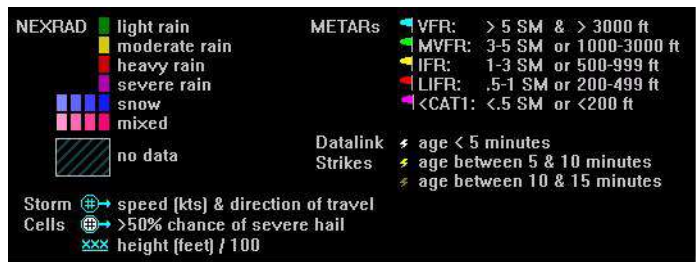 NEXRAD light rain
moderate rain
heavy rain
severe rain
snow
mixed
no data
METARs VFR: > 5 SM & > 3000 ft
MVFR: 3-5 SM or 1000-3000 ft
IFR: 1-3 SM or 500-999 ft
LIFR: .5-1 SM or 200-499 ft
<CAT1: <.5 SM or <200 ft
Datalink age < 5 minutes
Strikes age between 5 & 10 minutes
age between 10 & 15 minutes
Storm # speed (kts) & direction of travel
Cells # >50% chance of severe hail
xxx height (feet) / 100